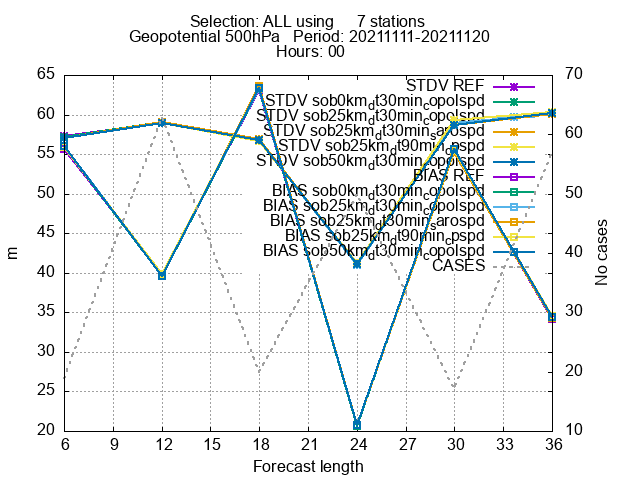 Selection: ALL using 7 stations
Geopotential 500hPa Period: 20211111-20211120
Hours: 00
65
60
55
50
45
40
35
30
25
20
70
60
50
40
30
20
10
STDV REF
STDV sob0km_dt30min_copolspd
STDV sob25km_dt30min_copolspd
STDV sob25km_dt30min_sarospd
STDV sob25km_dt90min_cpspd
STDV sob50km_dt30min_copolspd
BIAS REF
BIAS sob0km_dt30min_copolspd
BIAS sob25km_dt30min_copolspd
BIAS sob25km_dt30min_sarospd
BIAS sob25km_dt90min_cpspd
BIAS sob50km_dt30min_copolspd
CASES
m
No cases
6 9 12 15 18 21 24 27 30 33 36
Forecast length